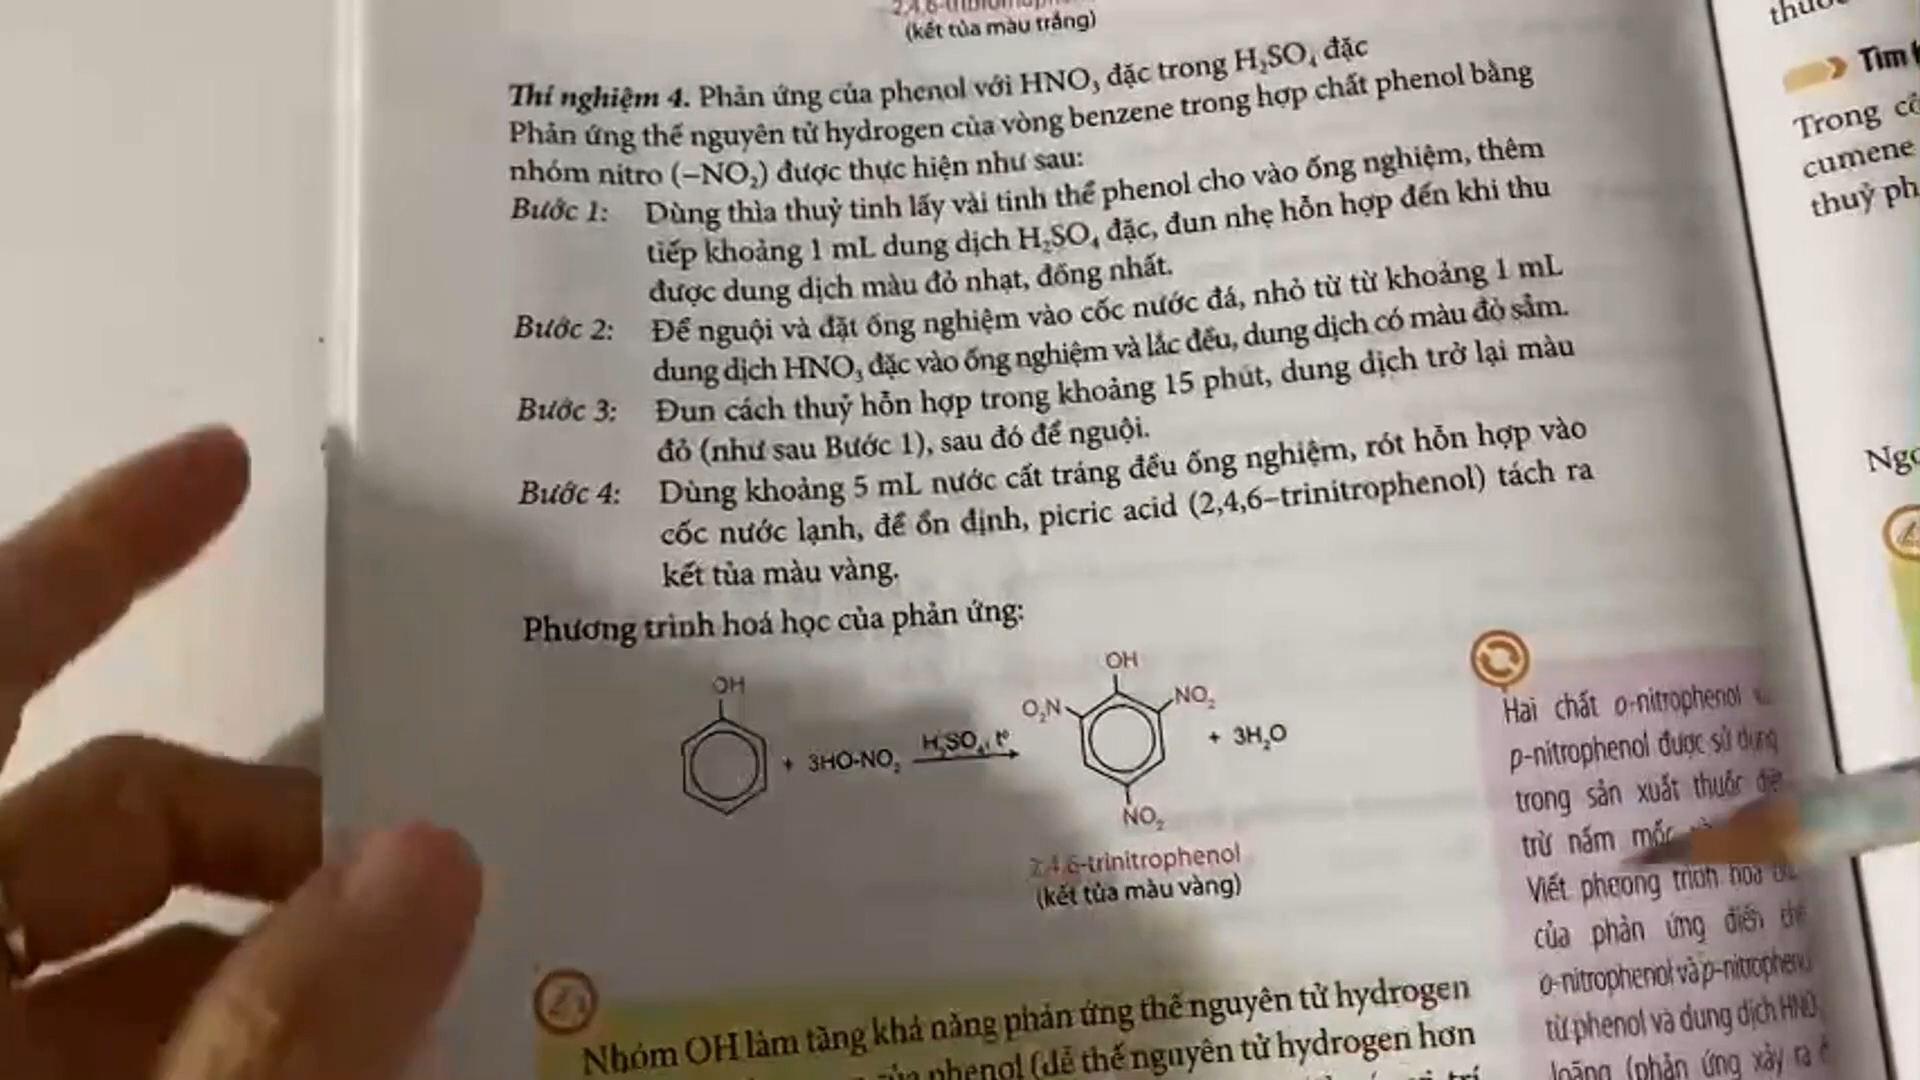 (kết tủa màu trắng)
Thí nghiệm 4. Phản ứng của phenol với HNO₃ đặc trong H₂SO₄ đặc
Phản ứng thế nguyên tử hydrogen của vòng benzene trong hợp chất phenol bằng
nhóm nitro (–NO₂) được thực hiện như sau:
Bước 1: Dùng thìa thuỷ tinh lấy vài tinh thể phenol cho vào ống nghiệm, thêm
tiếp khoảng 1 mL dung dịch H₂SO₄ đặc, đun nhẹ hỗn hợp đến khi thu
được dung dịch màu đỏ nhạt, đồng nhất.
Bước 2: Để nguội và đặt ống nghiệm vào cốc nước đá, nhỏ từ từ khoảng 1 mL
dung dịch HNO₃ đặc vào ống nghiệm và lắc đều, dung dịch có màu đỏ sẫm.
Bước 3: Đun cách thuỷ hỗn hợp trong khoảng 15 phút, dung dịch trở lại màu
đỏ (như sau Bước 1), sau đó để nguội.
Bước 4: Dùng khoảng 5 mL nước cất tráng đều ống nghiệm, rót hỗn hợp vào
cốc nước lạnh, để ổn định, picric acid (2,4,6–trinitrophenol) tách ra
kết tủa màu vàng.
Phương trình hoá học của phản ứng:
OH
+ 3HO-NO₂
H₂SO₄, t°
OH
O₂N
NO₂
NO₂
+ 3H₂O
2,4,6-trinitrophenol
(kết tủa màu vàng)
Nhóm OH làm tăng khả năng phản ứng thế nguyên tử hydrogen
phenol (dễ thế nguyên tử hydrogen hơn
Hai chất o-nitrophenol
p-nitrophenol được sử dụng
trong sản xuất thuốc
trừ nấm mốc
Viết phương trình hoá
của phản ứng điều
o-nitrophenol và p-nitrophenol
từ phenol và dung dịch HNO₃
loãng (phản ứng xảy ra ở
Tìm
Trong
cumene
thuỷ